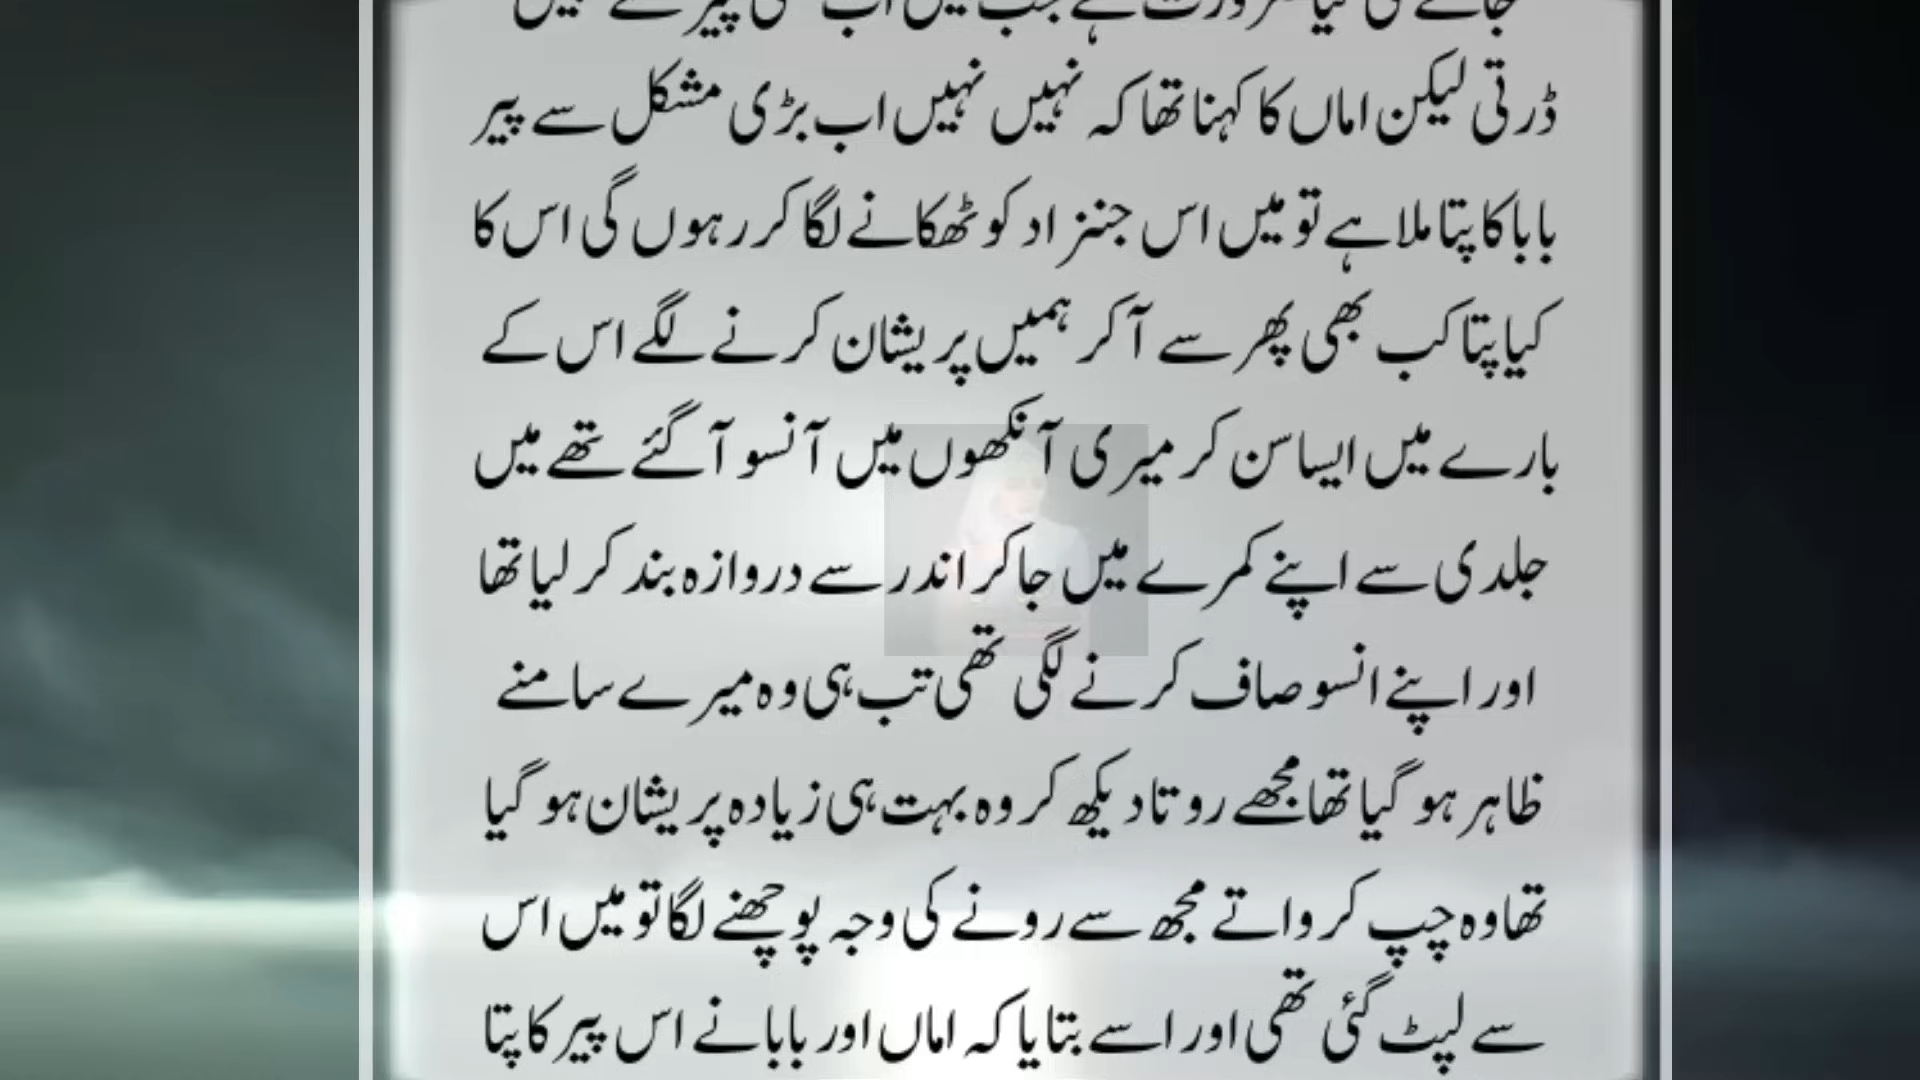 ضرورت ہے جب میں اب
ڈرتی لیکن اماں کا کہنا تھا کہ نہیں نہیں اب بڑی مشکل سے پیر
بابا کا پتا ملا ہے تو میں اس جنزاد کو ٹھکانے لگا کر رہوں گی اس کا
کیا پتا کب بھی پھر سے آ کر ہمیں پریشان کرنے لگے اس کے
بارے میں ایسا سن کر میری آنکھوں میں آنسو آ گئے تھے میں
جلدی سے اپنے کمرے میں جا کر اندر سے دروازہ بند کر لیا تھا
اور اپنے انسو صاف کرنے لگی تھی تب ہی وہ میرے سامنے
ظاہر ہو گیا تھا مجھے روتا دیکھ کر وہ بہت ہی زیادہ پریشان ہو گیا
تھا وہ چپ کرواتے مجھ سے رونے کی وجہ پوچھنے لگا تو میں اس
سے لپٹ گئی تھی اور اسے بتایا کہ اماں اور بابا نے اس پیر کا پتا